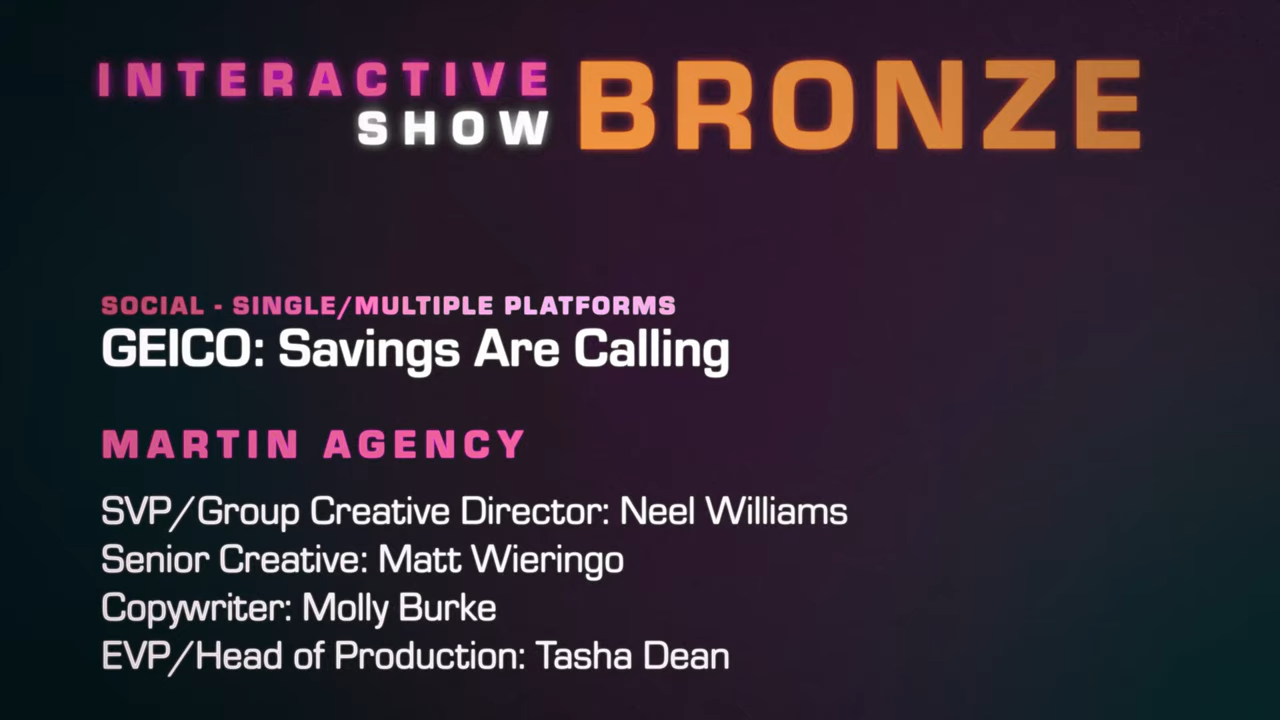 INTERACTIVE
SHOW
BRONZE
SOCIAL - SINGLE/MULTIPLE PLATFORMS
GEICO: Savings Are Calling
MARTIN AGENCY
SVP/Group Creative Director: Neel Williams
Senior Creative: Matt Wieringo
Copywriter: Molly Burke
EVP/Head of Production: Tasha Dean